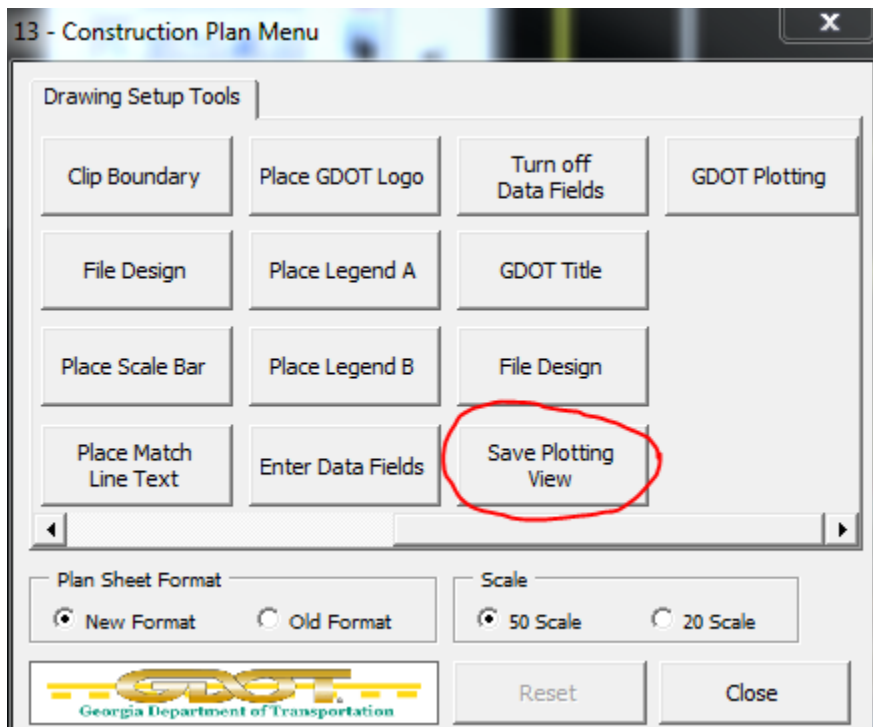 13 - Construction Plan Menu
x
Drawing Setup Tools
Clip Boundary
Place GDOT Logo
Turn off
Data Fields
GDOT Plotting
File Design
Place Legend A
GDOT Title
Place Scale Bar
Place Legend B
File Design
Place Match
Line Text
Enter Data Fields
Save Plotting
View
Plan Sheet Format
New Format
Old Format
Scale
50 Scale
20 Scale
GDOT
Georgia Department of Transportation
Reset
Close